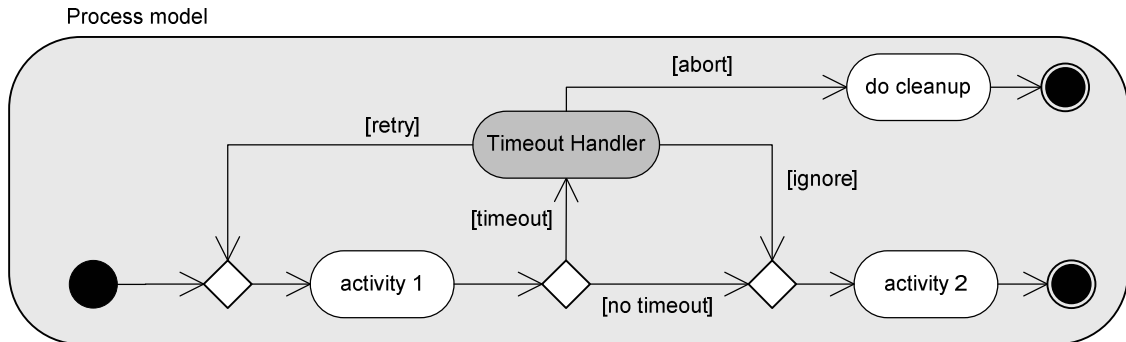 Process model
[abort]
do cleanup
[retry]
Timeout Handler
[ignore]
[timeout]
activity 1
[no timeout]
activity 2